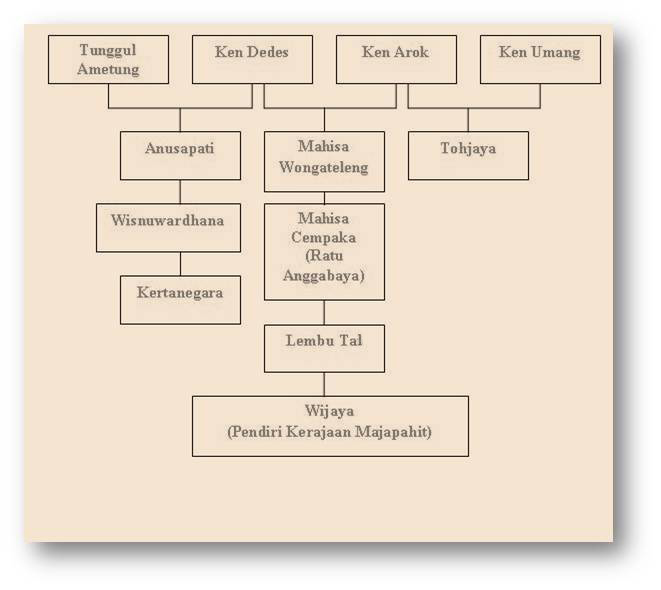 Tunggul
Ametung
Ken Dedes
Ken Arok
Ken Umang
Anusapati
Mahisa
Wongateleng
Tohjaya
Wisnuwardhana
Mahisa
Cempaka
(Ratu
Anggabaya)
Kertanegara
Lembu Tal
Wijaya
(Pendiri Kerajaan Majapahit)